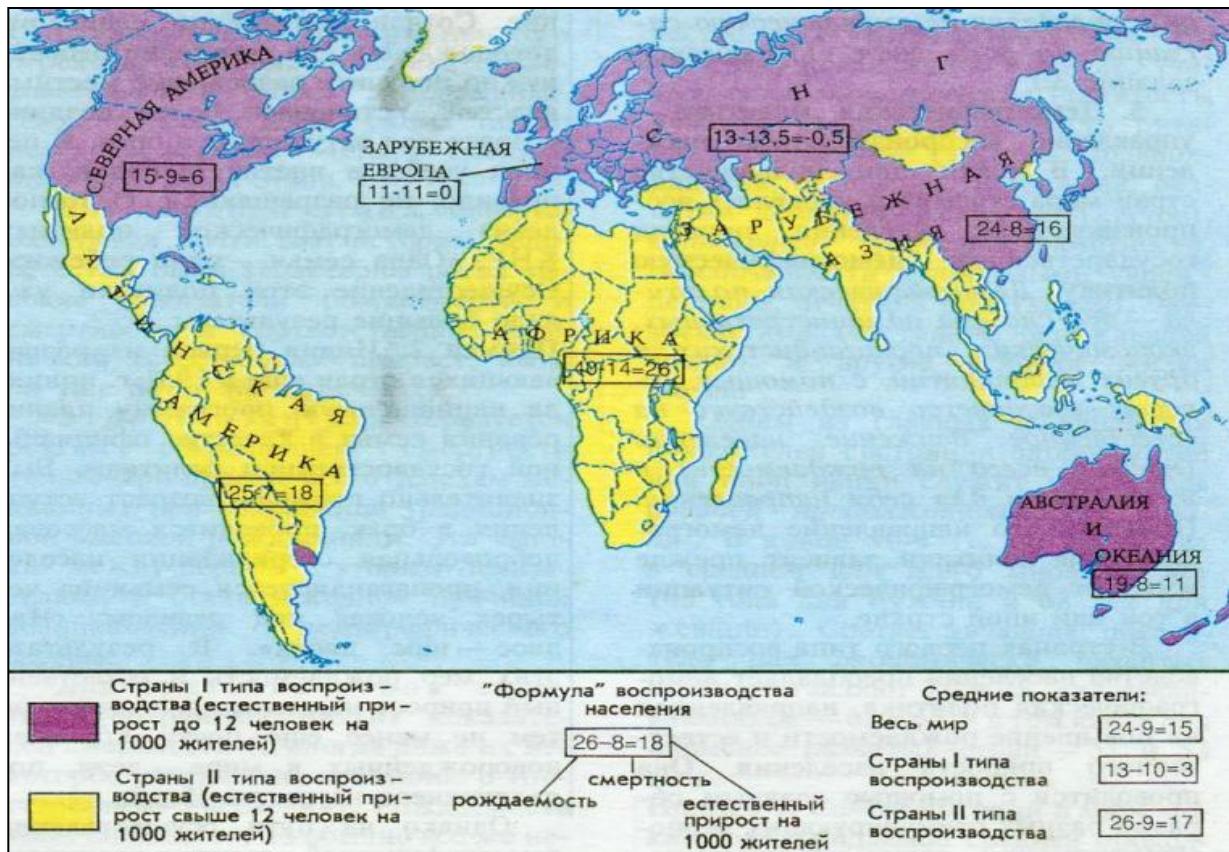 СЕВЕРНАЯ АМЕРИКА
15-9=6
ЗАРУБЕЖНАЯ
ЕВРОПА
11-11=0
С Н Г
13-13,5=-0,5
ЗАРУБЕЖНАЯ
АЗИЯ
24-8=16
ЛАТИНСКАЯ
АМЕРИКА
25-7=18
АФРИКА
40-14=26
АВСТРАЛИЯ
И
ОКЕАНИЯ
19-8=11
Страны I типа воспроиз-
водства (естественный при-
рост до 12 человек на
1000 жителей)
Страны II типа воспроиз-
водства (естественный при-
рост свыше 12 человек на
1000 жителей)
"Формула" воспроизводства
населения
26–8=18
рождаемость
смертность
естественный
прирост на
1000 жителей
Средние показатели:
Весь мир
24-9=15
Страны I типа
воспроизводства
13–10=3
Страны II типа
воспроизводства
26-9=17